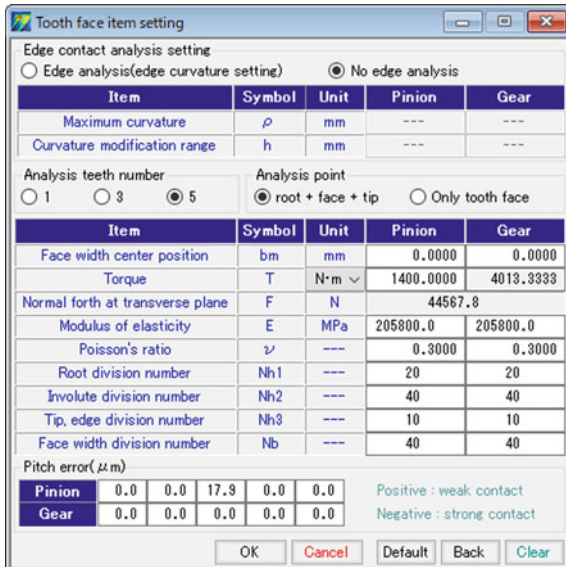 Tooth face item setting
Edge contact analysis setting
Edge analysis(edge curvature setting) No edge analysis
Item Symbol Unit Pinion Gear
Maximum curvature ρ mm --- ---
Curvature modification range h mm --- ---
Analysis teeth number Analysis point
1 3 5 root + face + tip Only tooth face
Item Symbol Unit Pinion Gear
Face width center position bm mm 0.0000 0.0000
Torque T N·m 1400.0000 4013.3333
Normal forth at transverse plane F N 44567.8
Modulus of elasticity E MPa 205800.0 205800.0
Poisson's ratio ν --- 0.3000 0.3000
Root division number Nh1 --- 20 20
Involute division number Nh2 --- 40 40
Tip, edge division number Nh3 --- 10 10
Face width division number Nb --- 40 40
Pitch error(μm)
Pinion 0.0 0.0 17.9 0.0 0.0 Positive : weak contact
Gear 0.0 0.0 0.0 0.0 0.0 Negative : strong contact
OK Cancel Default Back Clear